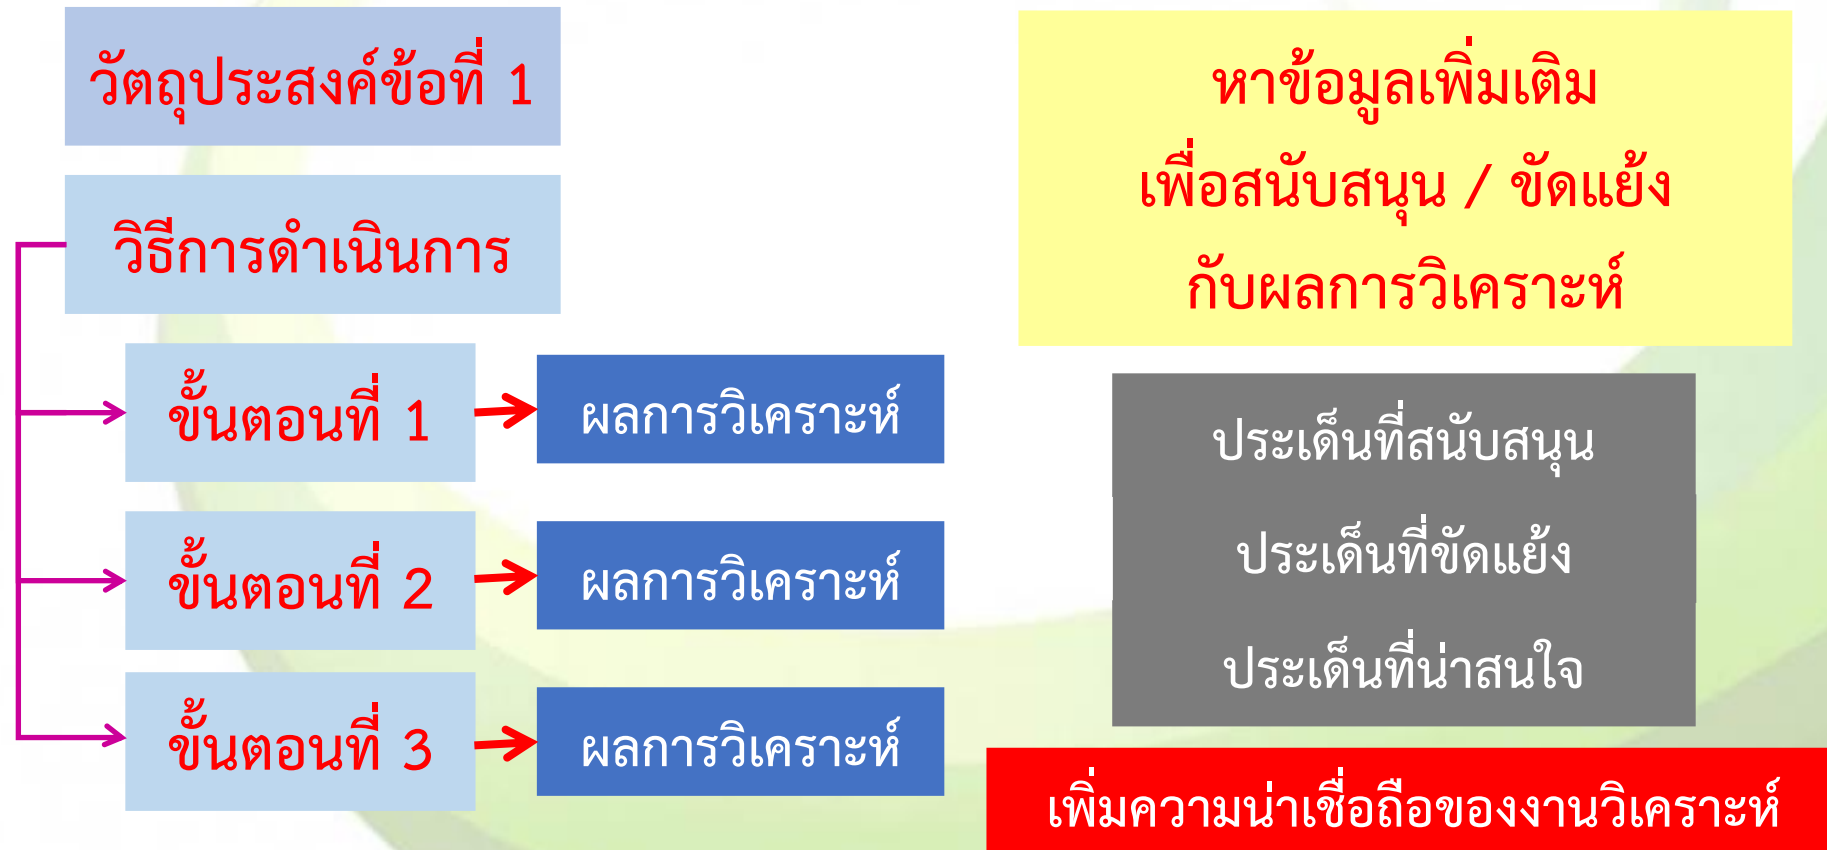 วัตถุประสงค์ข้อที่ 1
วิธีการดำเนินการ
ขั้นตอนที่ 1
ผลการวิเคราะห์
ขั้นตอนที่ 2
ผลการวิเคราะห์
ขั้นตอนที่ 3
ผลการวิเคราะห์
หาข้อมูลเพิ่มเติม
เพื่อสนับสนุน / ขัดแย้ง
กับผลการวิเคราะห์
ประเด็นที่สนับสนุน
ประเด็นที่ขัดแย้ง
ประเด็นที่น่าสนใจ
เพิ่มความน่าเชื่อถือของงานวิเคราะห์